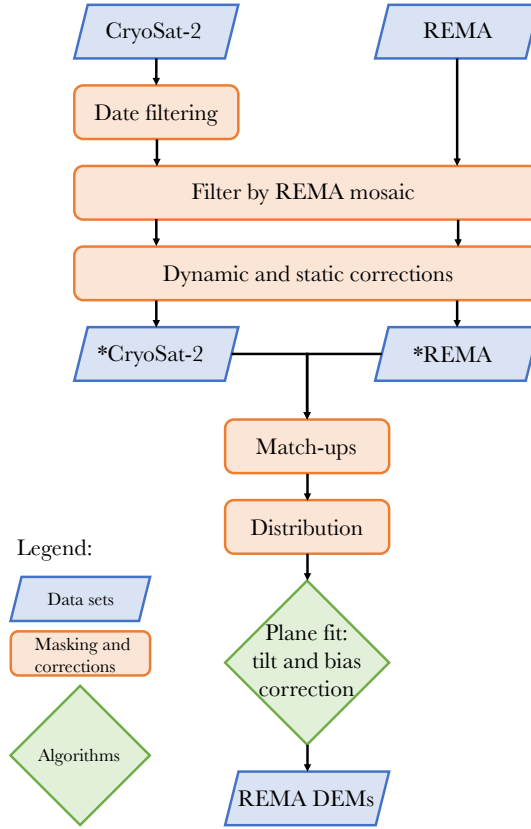 CryoSat-2
REMA
Date filtering
Filter by REMA mosaic
Dynamic and static corrections
*CryoSat-2
*REMA
Match-ups
Distribution
Plane fit:
tilt and bias
correction
REMA DEMs
Legend:
Data sets
Masking and
corrections
Algorithms